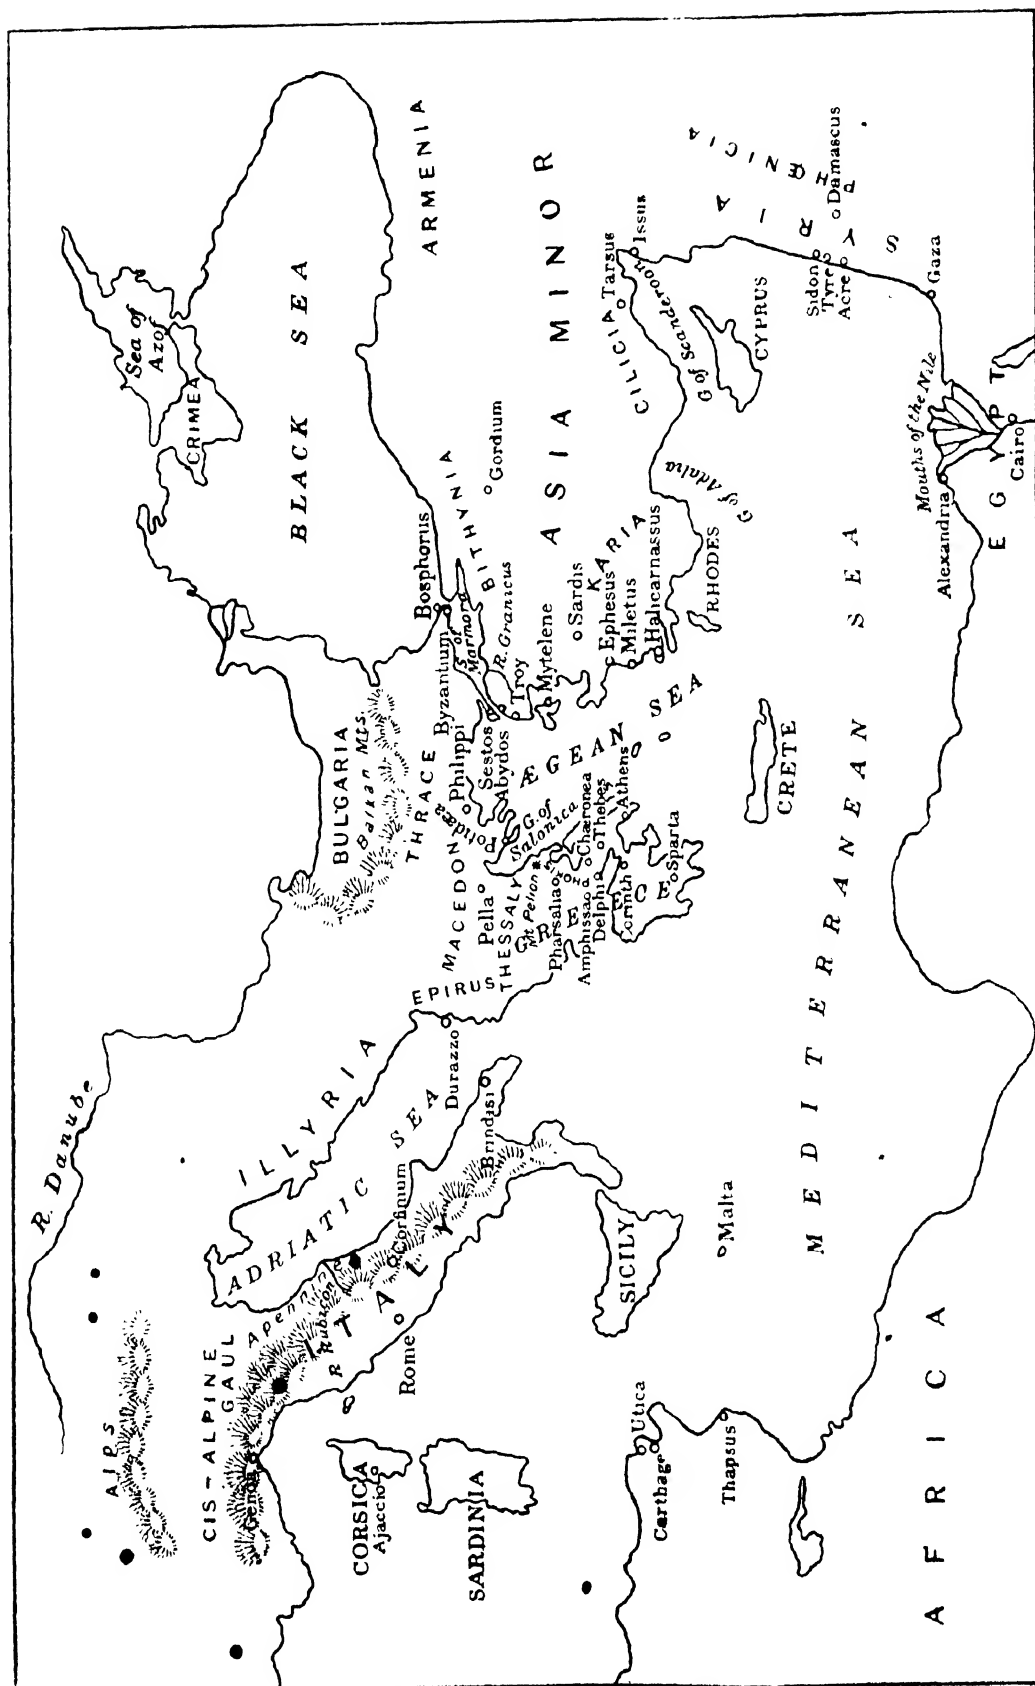 R. Danube
Alps
CIS-ALPINE
GAUL
Genoa
Apennines
R Rubicon
ITALY
Corfinium
Rome
Brindisi
CORSICA
Ajaccio
SARDINIA
SICILY
Malta
ADRIATIC SEA
ILLYRIA
Durazzo
EPIRUS
MACEDON
Pella
THESSALY
Mt Pelion
GREECE
Pharsalia
Amphissa
Delphi
Corinth
Chæronea
Thebes
Athens
Sparta
G. of
Salonica
Potidæa
Philippi
THRACE
BULGARIA
Balkan Mts.
Byzantium
Bosphorus
Sestos
Abydos
S. of
Marmora
R. Granicus
Troy
Mytelene
ÆGEAN SEA
CRETE
BLACK SEA
CRIMEA
Sea of
Azof
ARMENIA
BITHYNIA
Gordium
ASIA MINOR
Sardis
Ephesus
KARIA
Miletus
Halicarnassus
RHODES
G of Adalia
CILICIA
Tarsus
Issus
G of Scanderoon
CYPRUS
SYRIA
PHŒNICIA
Damascus
Sidon
Tyre
Acre
Gaza
Mouths of the Nile
Alexandria
EGYPT
Cairo
MEDITERRANEAN SEA
Utica
Carthage
Thapsus
AFRICA